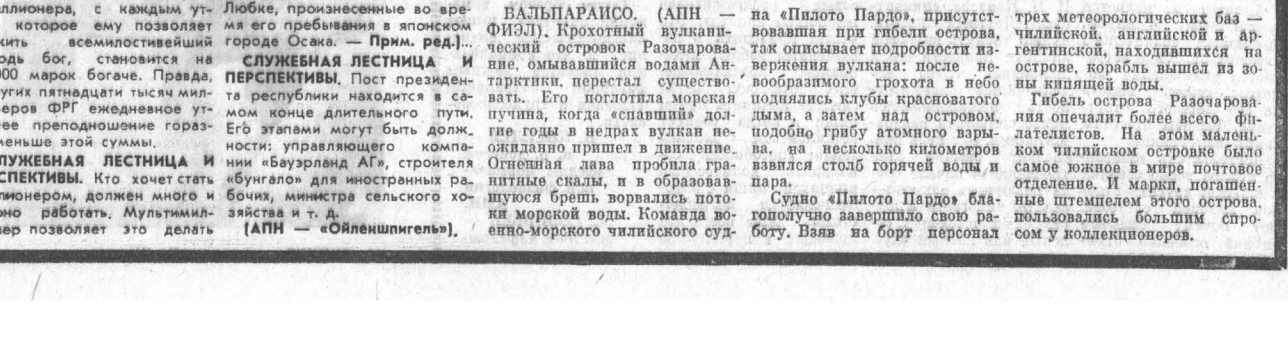 ллионера, с каждым ут-
которое ему позволяет
жить всемилостивейший
бог, становится на
000 марок богаче. Правда,
пятнадцати тысяч мил-
ФРГ ежедневное ут-
преподношение гораз-
меньше этой суммы.
ЛУЖЕБНАЯ ЛЕСТНИЦА И
СПЕКТИВЫ. Кто хочет стать
должен много и
работать. Мультимил-
позволяет это делать
Любке, произнесенные во вре-
мя его пребывания в японском
городе Осака. — Прим. ред.)...
СЛУЖЕБНАЯ ЛЕСТНИЦА И
ПЕРСПЕКТИВЫ. Пост президен-
та республики находится в са-
мом конце длительного пути.
Его этапами могут быть долж.
ности: управляющего компа-
нии «Бауэрланд АГ», строителя
«бунгало» для иностранных ра-
бочих, министра сельского хо-
зяйства и т. д.
(АПН — «Ойленшпигель»).
ВАЛЬПАРАИСО. (АПН —
ФИЭЛ). Крохотный вулкани-
ческий островок Разочарова-
ние, омывавшийся водами Ан-
тарктики, перестал существо-
вать. Его поглотила морская
пучина, когда «спавший» дол-
гие годы в недрах вулкан не-
ожиданно пришел в движение.
Огненная лава пробила гра-
нитные скалы, и в образовав-
шуюся брешь ворвались пото-
ки морской воды. Команда во-
енно-морского чилийского суд-
на «Пилото Пардо», присутст-
вовавшая при гибели острова,
так описывает подробности из-
вержения вулкана: после не-
вообразимого грохота в небо
поднялись клубы красноватого
дыма, а затем над островом,
подобно грибу атомного взры-
ва, на несколько километров
взвился столб горячей воды и
пара.
Судно «Пилото Пардо» бла-
гополучно завершило свою ра-
боту. Взяв на борт персонал
трех метеорологических баз —
чилийской, английской и ар-
гентинской, находившихся на
острове, корабль вышел из зо-
ны кипящей воды.
Гибель острова Разочарова-
ния опечалит более всего фи-
лателистов. На этом малень-
ком чилийском островке было
самое южное в мире почтовое
отделение. И марки, погашен-
ные штемпелем этого острова,
пользовались большим спро-
сом у коллекционеров.